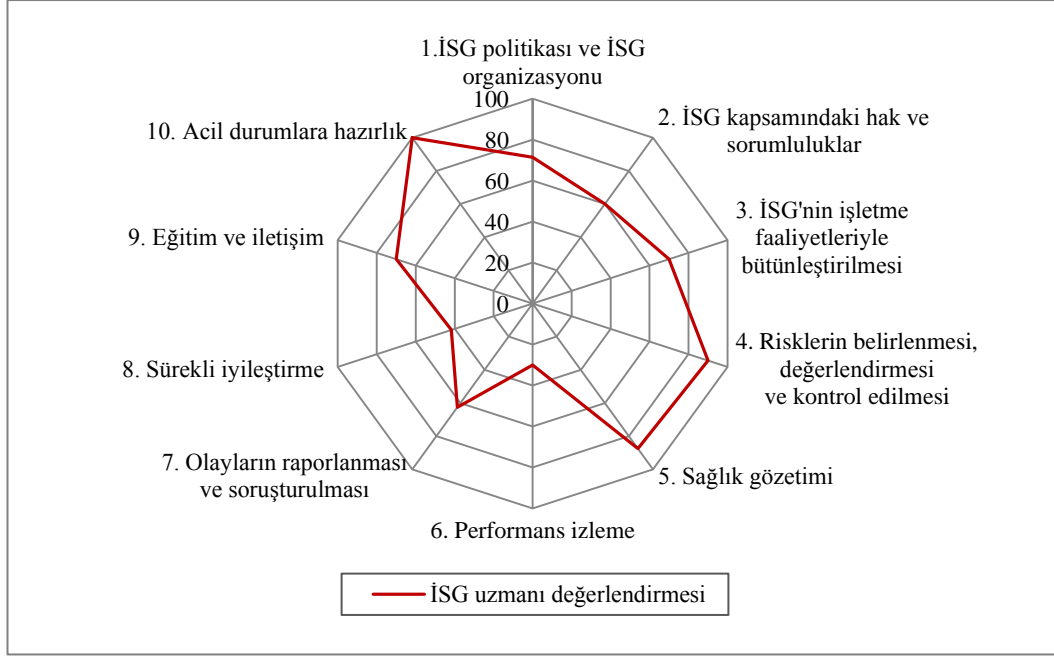 1.İSG politikası ve İSG
organizasyonu
100
80
60
40
20
0
2. İSG kapsamındaki hak ve
sorumluluklar
3. İSG'nin işletme
faaliyetleriyle
bütünleştirilmesi
4. Risklerin belirlenmesi,
değerlendirmesi
ve kontrol edilmesi
5. Sağlık gözetimi
6. Performans izleme
7. Olayların raporlanması
ve soruşturulması
8. Sürekli iyileştirme
9. Eğitim ve iletişim
10. Acil durumlara hazırlık
İSG uzmanı değerlendirmesi